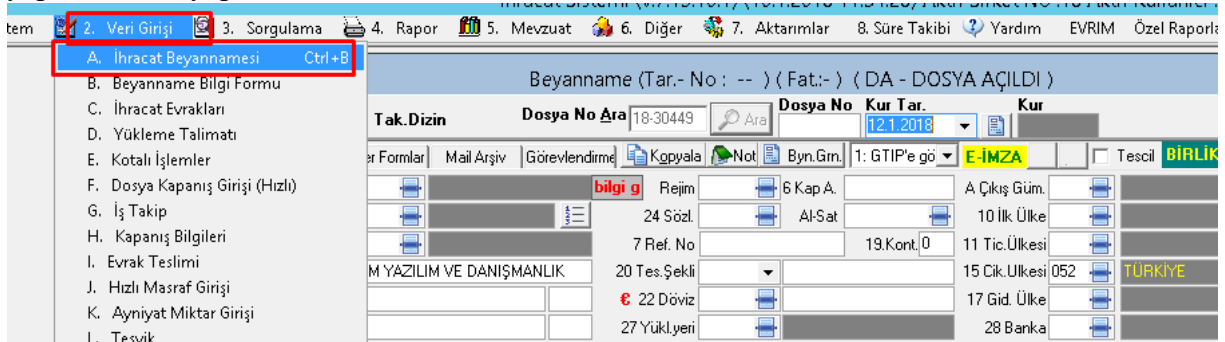 tem 2. Veri Girişi 3. Sorgulama 4. Rapor 5. Mevzuat 6. Diğer 7. Aktarımlar 8. Süre Takibi Yardım EVRIM Özel Raporla
A. İhracat Beyannamesi Ctrl+B
B. Beyanname Bilgi Formu
C. İhracat Evrakları
D. Yükleme Talimatı
E. Kotalı İşlemler
F. Dosya Kapanış Girişi (Hızlı)
G. İş Takip
H. Kapanış Bilgileri
I. Evrak Teslimi
J. Hızlı Masraf Girişi
K. Ayniyat Miktar Girişi
L. Teşvik
Beyanname (Tar.- No : -- ) ( Fat.:- ) ( DA - DOSYA AÇILDI )
Tak.Dizin Dosya No Ara 18-30449 Ara Dosya No Kur Tar. 12.1.2018 Kur
er Formlar Mail Arşiv Görevlendirme Kopyala Not Byn.Grn. 1: GTIP'e gö E-İMZA Tescil BİRLİK
bilgi g Rejim 6 Kap A. A Çıkış Güm.
24 Sözl. Al-Sat 10 İlk Ülke
7 Ref. No 19.Kont. 0 11 Tic.Ülkesi
M YAZILIM VE DANIŞMANLIK 20 Tes.Şekli 15 Cik.Ulkesi 052 TÜRKİYE
€ 22 Döviz 17 Gid. Ülke
27 Yükl.yeri 28 Banka